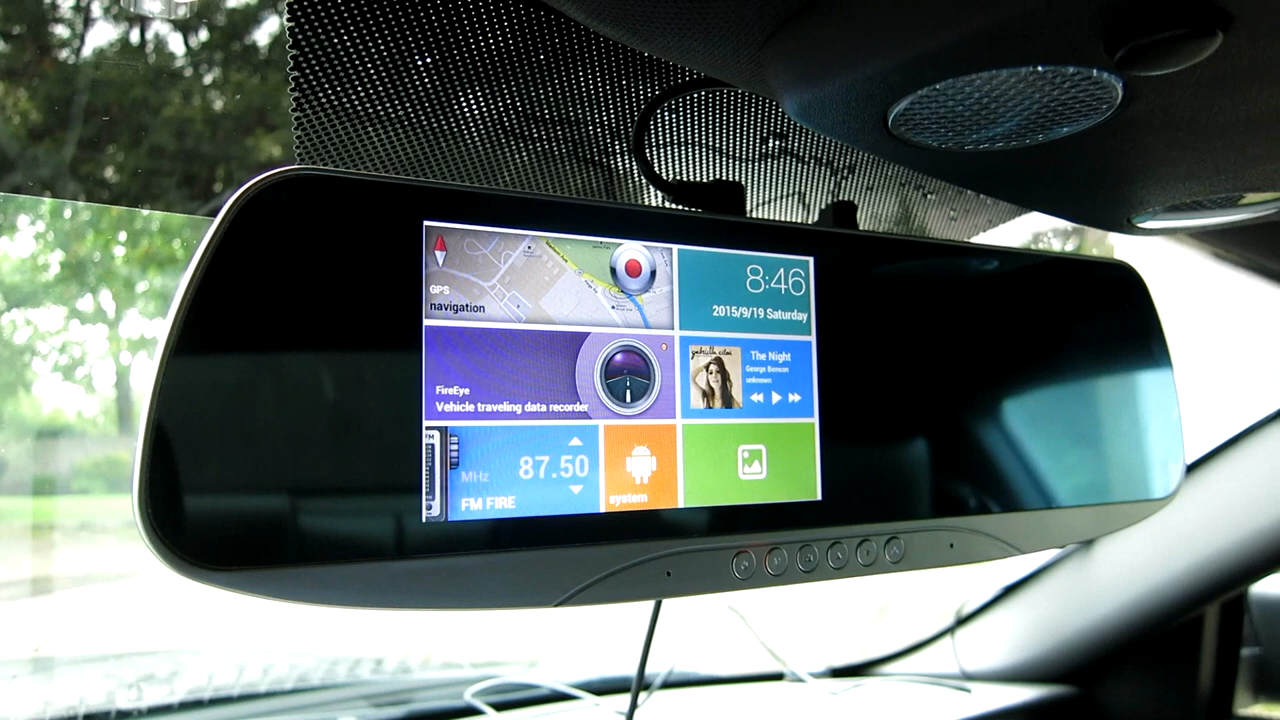 GPS
navigation
8:46
2015/9/19 Saturday
FireEye
Vehicle traveling data recorder
The Night
George Benson
unknown
FM
MHz
87.50
FM FIRE
system